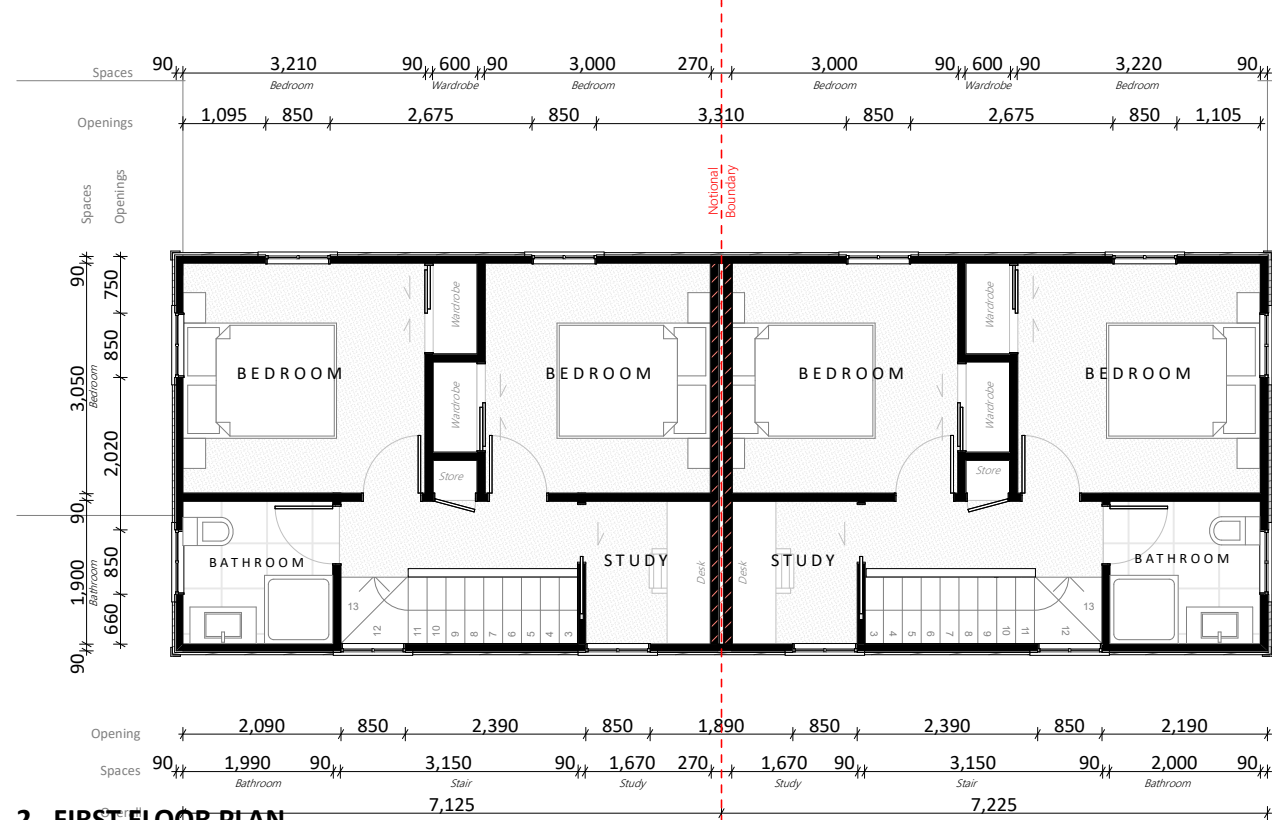 Spaces 90 3,210 90 600 90 3,000 270 3,000 90 600 90 3,220 90
Bedroom Wardrobe Bedroom Bedroom Wardrobe Bedroom
Openings 1,095 850 2,675 850 3,310 850 2,675 850 1,105
Spaces Openings
Notional
Boundary
90 750
850
3,050 Bedroom
2,020
90
850
1,900 Bathroom
660
90
Wardrobe Wardrobe
BEDROOM BEDROOM BEDROOM BEDROOM
Wardrobe Wardrobe
Store Store
BATHROOM STUDY STUDY BATHROOM
Desk Desk
13 12 11 10 9 8 7 6 5 4 3
3 4 5 6 7 8 9 10 11 12 13
Opening 2,090 850 2,390 850 1,890 850 2,390 850 2,190
Spaces 90 1,990 90 3,150 90 1,670 270 1,670 90 3,150 90 2,000 90
Bathroom Stair Study Study Stair Bathroom
Overall 7,125 7,225
2 FIRST FLOOR PLAN